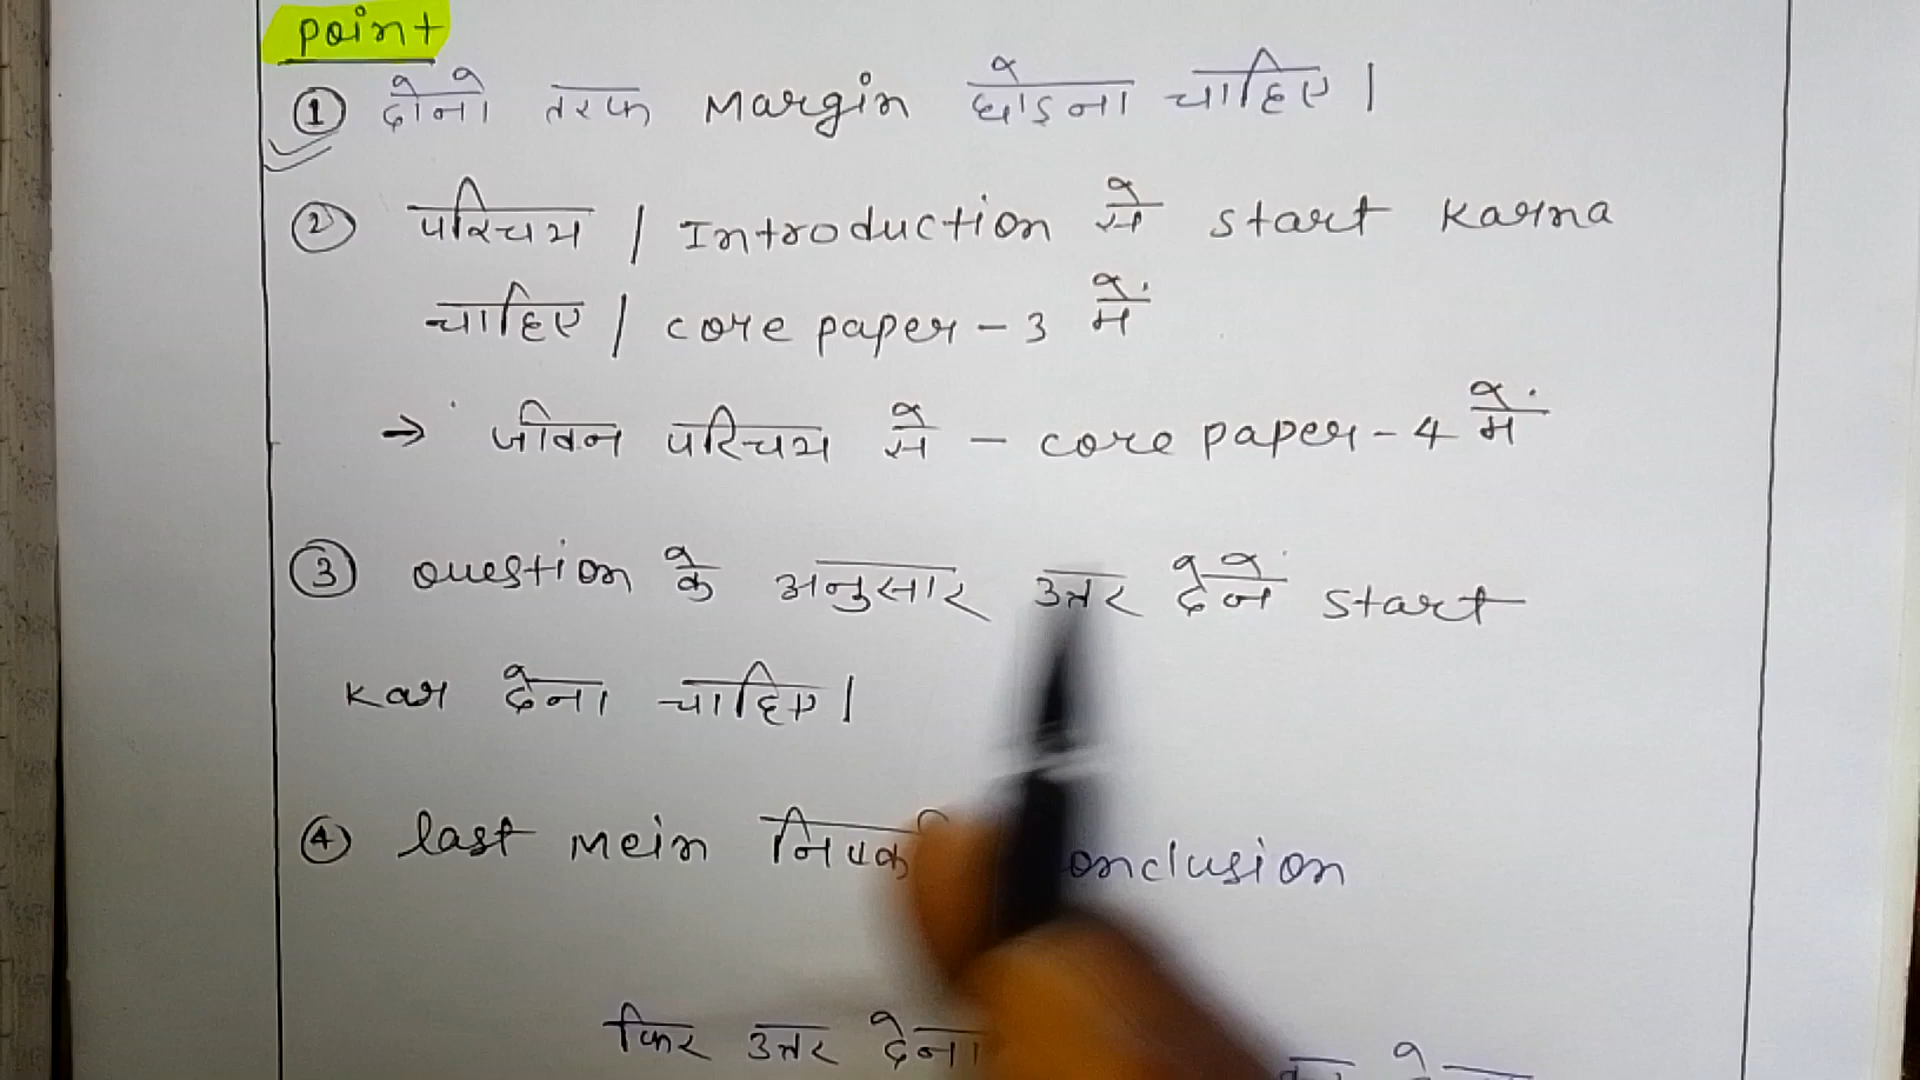 Point
① दोनो तरफ Margin छोड़ना चाहिए।
② परिचय / Introduction से start karna
चाहिए / core paper - 3 में
→ जीवन परिचय से - core paper - 4 में
③ Question के अनुसार उत्तर देने start
kar देना चाहिए।
④ last mein onclusion
फिर उत्तर देना